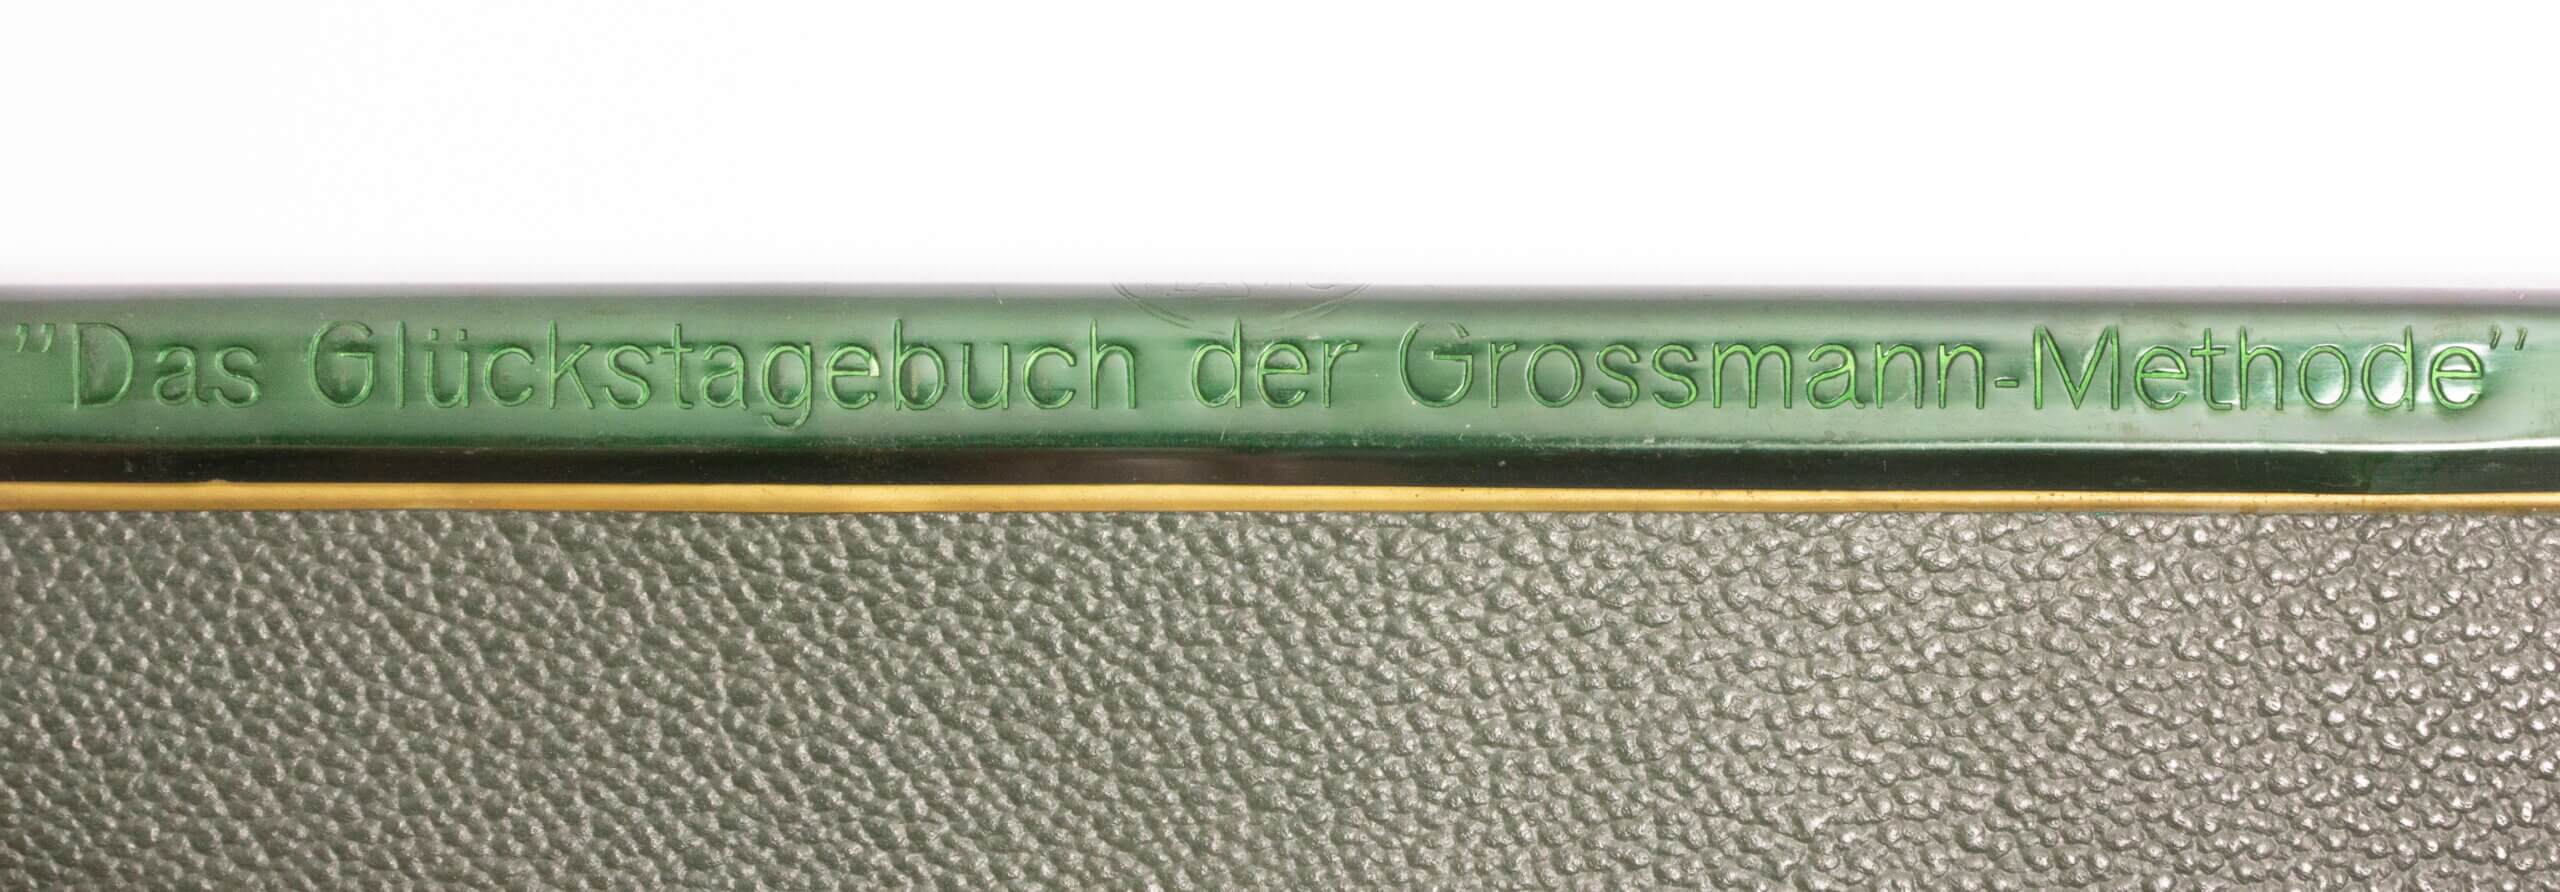 "Das Glückstagebuch der Grossmann-Methode"